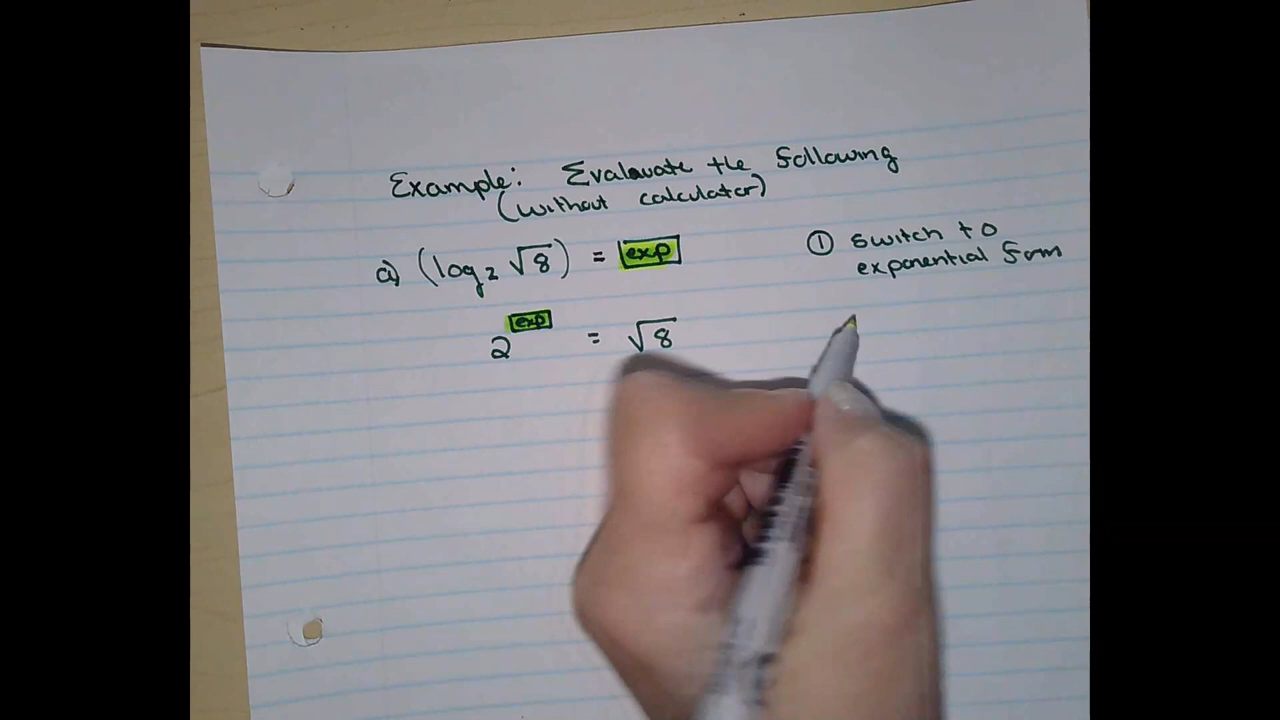 Example: Evaluate the following
(without calculator)
a) (log₂ √8) = exp
① switch to
exponential form
2^exp = √8